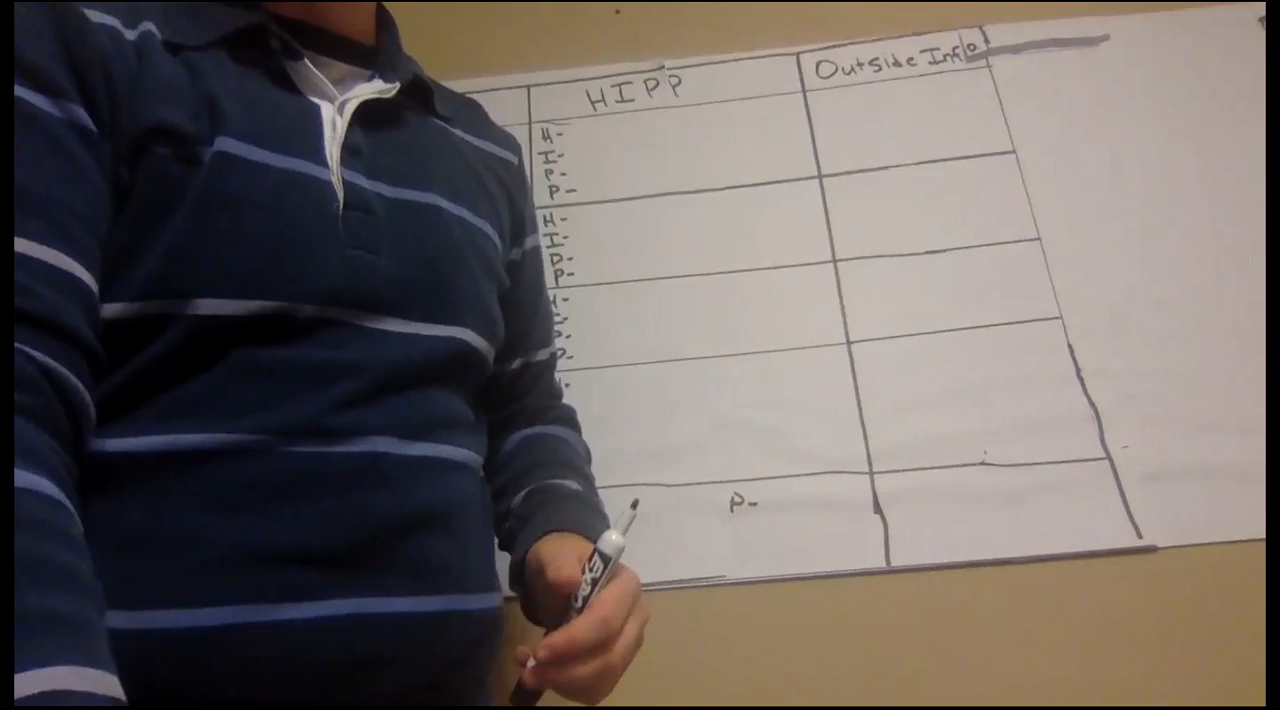 HIPP
Outside Info
H-
I-
P-
P-
H-
I-
P-
P-
P-
P-
EXPO